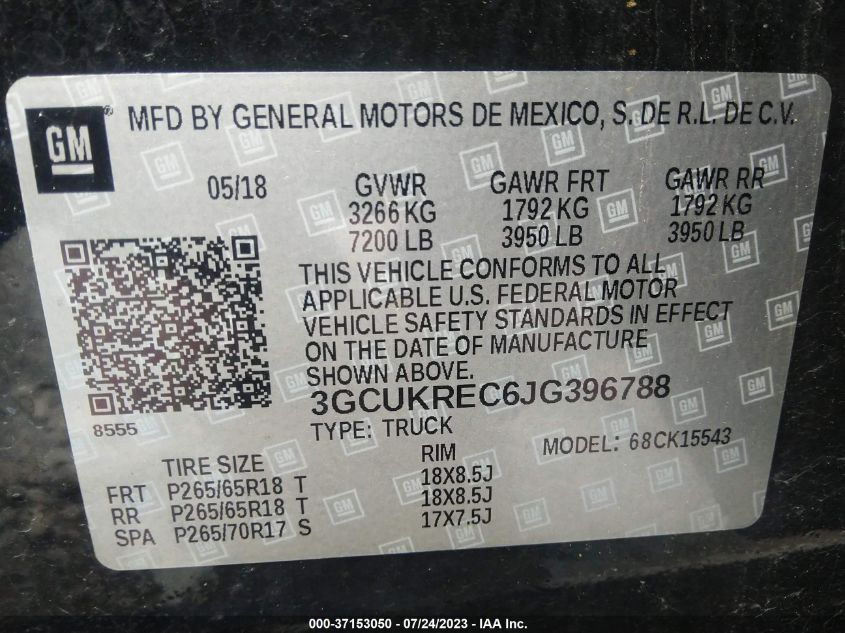 GM
®
MFD BY GENERAL MOTORS DE MEXICO, S. DE R.L. DE C.V.
05/18 GVWR GAWR FRT GAWR RR
3266 KG 1792 KG 1792 KG
7200 LB 3950 LB 3950 LB
THIS VEHICLE CONFORMS TO ALL
APPLICABLE U.S. FEDERAL MOTOR
VEHICLE SAFETY STANDARDS IN EFFECT
ON THE DATE OF MANUFACTURE
SHOWN ABOVE.
3GCUKREC6JG396788
8555
TYPE: TRUCK MODEL: 68CK15543
TIRE SIZE RIM
FRT P265/65R18 T 18X8.5J
RR P265/65R18 T 18X8.5J
SPA P265/70R17 S 17X7.5J
000-37153050 - 07/24/2023 - IAA Inc.